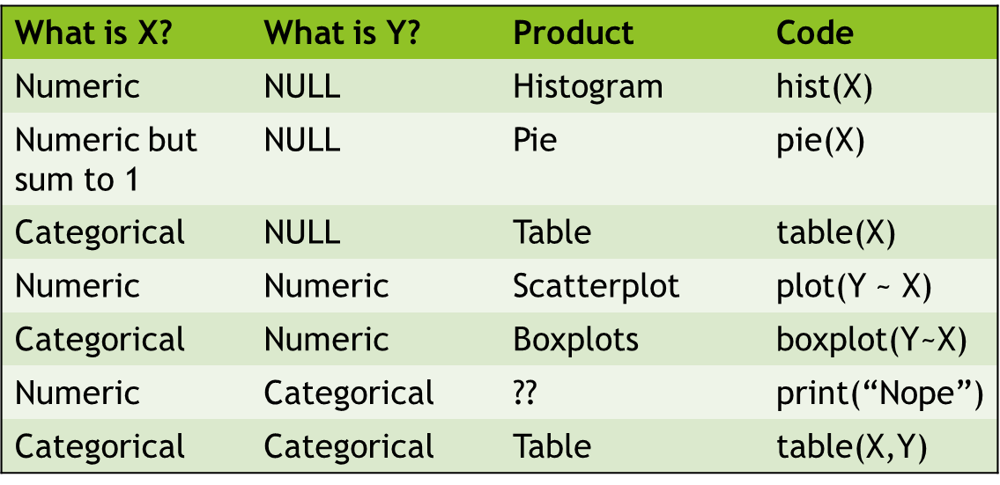 What is X? What is Y? Product Code
Numeric NULL Histogram hist(X)
Numeric but NULL Pie pie(X)
sum to 1
Categorical NULL Table table(X)
Numeric Numeric Scatterplot plot(Y ~ X)
Categorical Numeric Boxplots boxplot(Y~X)
Numeric Categorical ?? print(“Nope”)
Categorical Categorical Table table(X,Y)